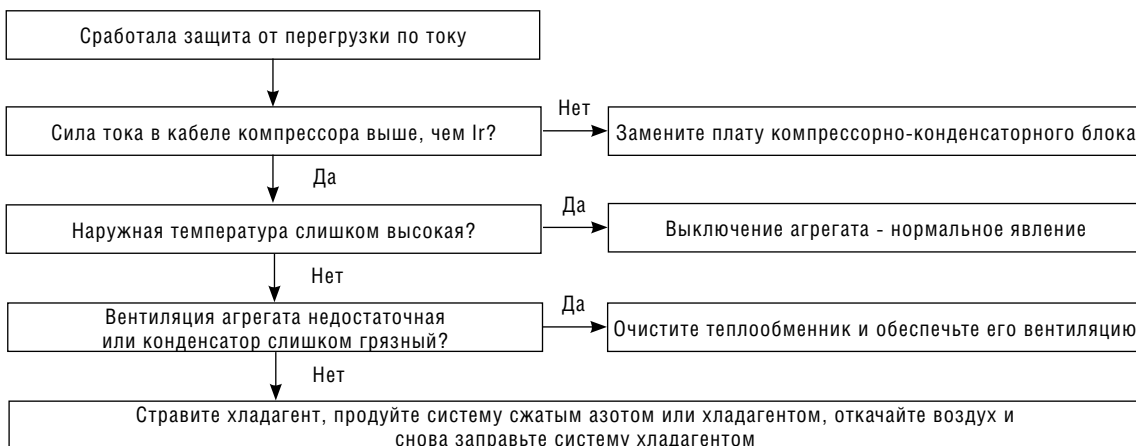 Сработала защита от перегрузки по току
Нет
Сила тока в кабеле компрессора выше, чем Ir?
Замените плату компрессорно-конденсаторного блока
Да
Да
Наружная температура слишком высокая?
Выключение агрегата - нормальное явление
Нет
Да
Вентиляция агрегата недостаточная
или конденсатор слишком грязный?
Очистите теплообменник и обеспечьте его вентиляцию
Нет
Стравите хладагент, продуйте систему сжатым азотом или хладагентом, откачайте воздух и
снова заправьте систему хладагентом